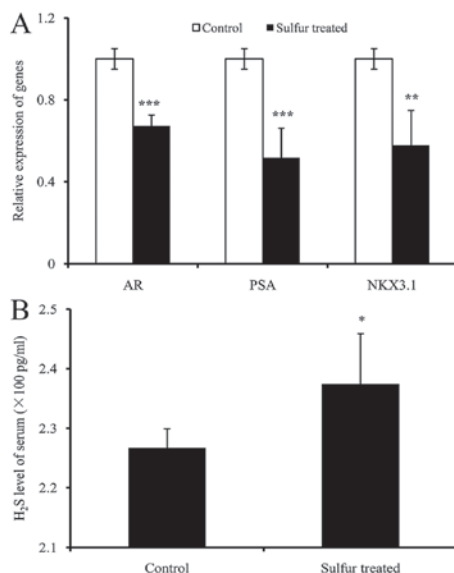 A
Control
Sulfur treated
1.2
0.8
0.4
0
Relative expression of genes
***
***
**
AR
PSA
NKX3.1
B
2.5
2.4
2.3
2.2
2.1
H₂S level of serum (×100 pg/ml)
*
Control
Sulfur treated